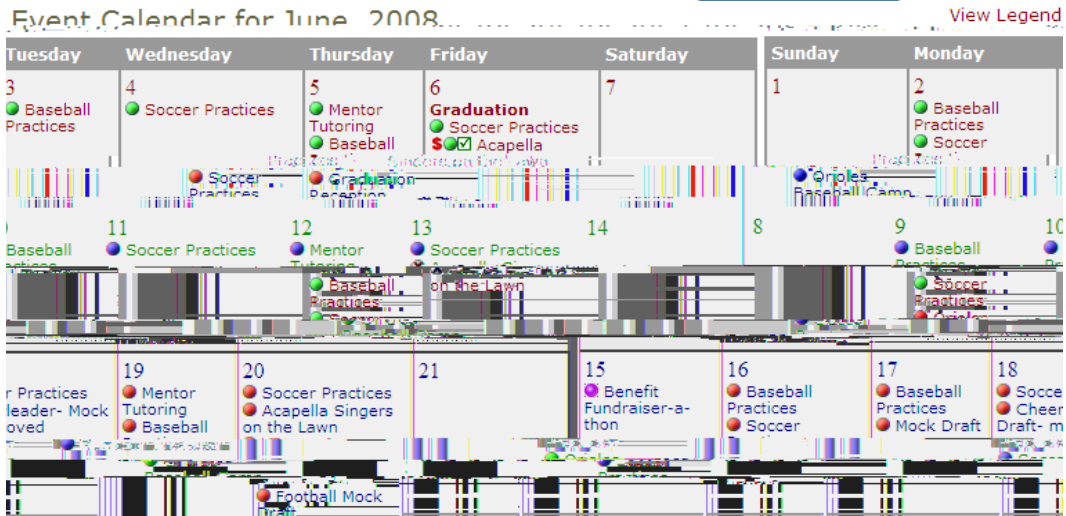 Event Calendar for June, 2008
View Legend
Tuesday Wednesday Thursday Friday Saturday Sunday Monday
3 4 5 6 7 1 2
Baseball Practices
Soccer Practices
Mentor Tutoring
Baseball
Graduation
Soccer Practices
$ Acapella
Baseball Practices
Soccer
Soccer Practices
Graduation Reception
Orioles Baseball Camp
11 12 13 14 8 9 10
Baseball
Soccer Practices
Mentor
Soccer Practices
Baseball
Baseball Practices
on the Lawn
Soccer Practices
19 20 21 15 16 17 18
r Practices
leader- Mock
oved
Mentor Tutoring
Baseball
Soccer Practices
Acapella Singers on the Lawn
Benefit Fundraiser-a-thon
Baseball Practices
Soccer
Baseball Practices
Mock Draft
Socce
Cheer
Draft- m
Football Mock